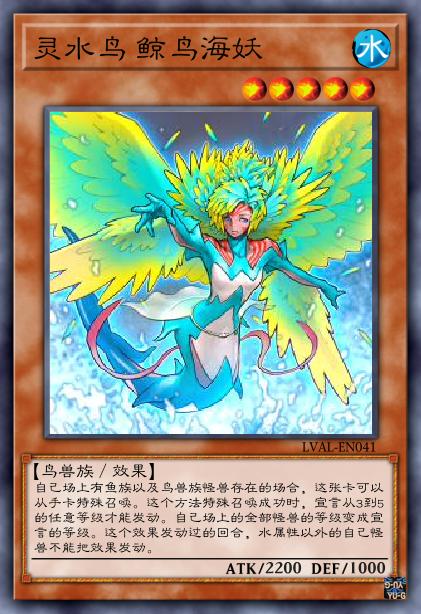 灵水鸟 鲸鸟海妖
水
LVAL-EN041
【鸟兽族/效果】
自己场上有鱼族以及鸟兽族怪兽存在的场合，这张卡可以
从手卡特殊召唤。这个方法特殊召唤成功时，宣言从3到5
的任意等级才能发动。自己场上的全部怪兽的等级变成宣
言的等级。这个效果发动过的回合，水属性以外的自己怪
兽不能把效果发动。
ATK/2200 DEF/1000